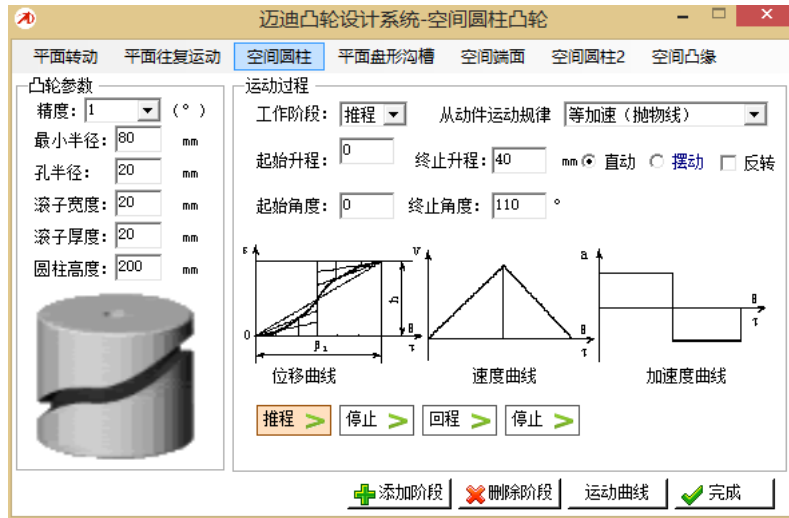 迈迪凸轮设计系统-空间圆柱凸轮
平面转动 平面往复运动 空间圆柱 平面盘形沟槽 空间端面 空间圆柱2 空间凸缘
凸轮参数
精度: 1 (°)
最小半径: 80 mm
孔半径: 20 mm
滚子宽度: 20 mm
滚子厚度: 20 mm
圆柱高度: 200 mm
运动过程
工作阶段: 推程 从动件运动规律 等加速(抛物线)
起始升程: 0 终止升程: 40 mm 直动 摆动 反转
起始角度: 0 终止角度: 110 °
s h 0 β₁ θ τ
v θ τ
a θ τ
位移曲线 速度曲线 加速度曲线
推程 > 停止 > 回程 > 停止 >
添加阶段 删除阶段 运动曲线 完成